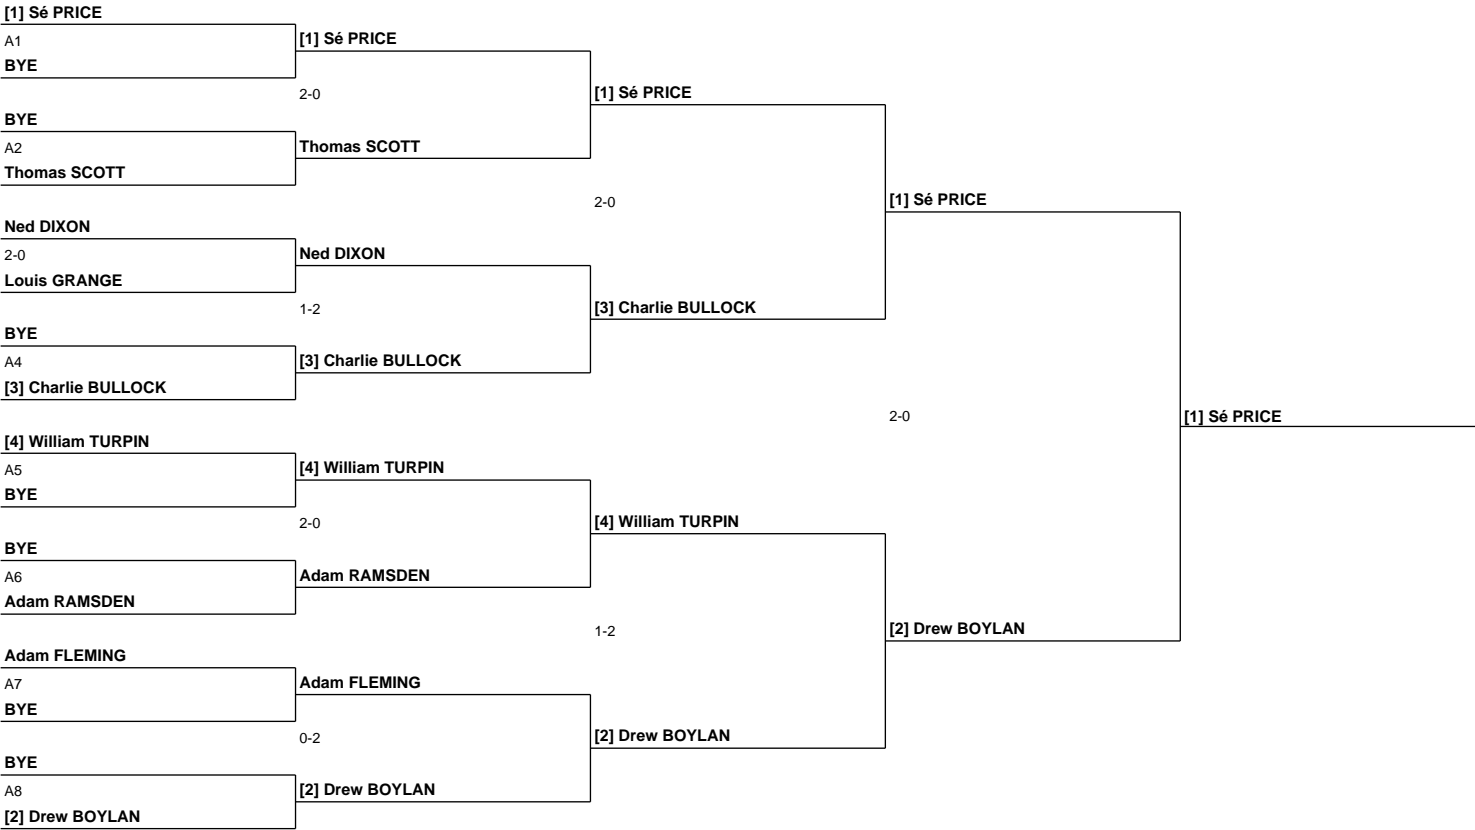 [1] Sé PRICE
A1
BYE
BYE
A2
Thomas SCOTT
Ned DIXON
2-0
Louis GRANGE
BYE
A4
[3] Charlie BULLOCK
[4] William TURPIN
A5
BYE
BYE
A6
Adam RAMSDEN
Adam FLEMING
A7
BYE
BYE
A8
[2] Drew BOYLAN
[1] Sé PRICE
2-0
Thomas SCOTT
Ned DIXON
1-2
[3] Charlie BULLOCK
[4] William TURPIN
2-0
Adam RAMSDEN
Adam FLEMING
0-2
[2] Drew BOYLAN
[1] Sé PRICE
2-0
[3] Charlie BULLOCK
[4] William TURPIN
1-2
[2] Drew BOYLAN
[1] Sé PRICE
2-0
[2] Drew BOYLAN
[1] Sé PRICE